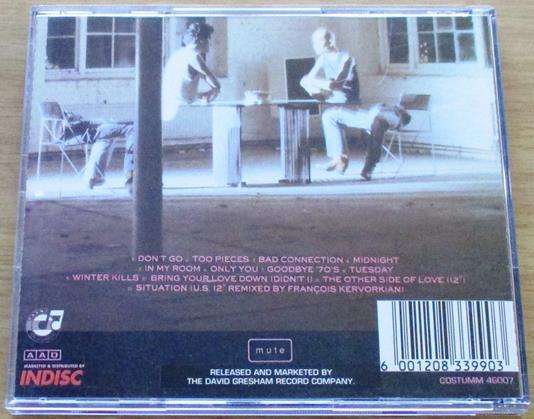 DON'T GO . TOO PIECES . BAD CONNECTION . MIDNIGHT
. IN MY ROOM . ONLY YOU . GOODBYE '70'S . TUESDAY
. WINTER KILLS . BRING YOUR LOVE DOWN (DIDN'T I) . THE OTHER SIDE OF LOVE (12")
. SITUATION (U.S. 12" REMIXED BY FRANÇOIS KERVORKIAN)
AAD
MARKETED & DISTRIBUTED BY
INDISC
mute
RELEASED AND MARKETED BY
THE DAVID GRESHAM RECORD COMPANY.
6 001208 339903
CDSTUMM 46007